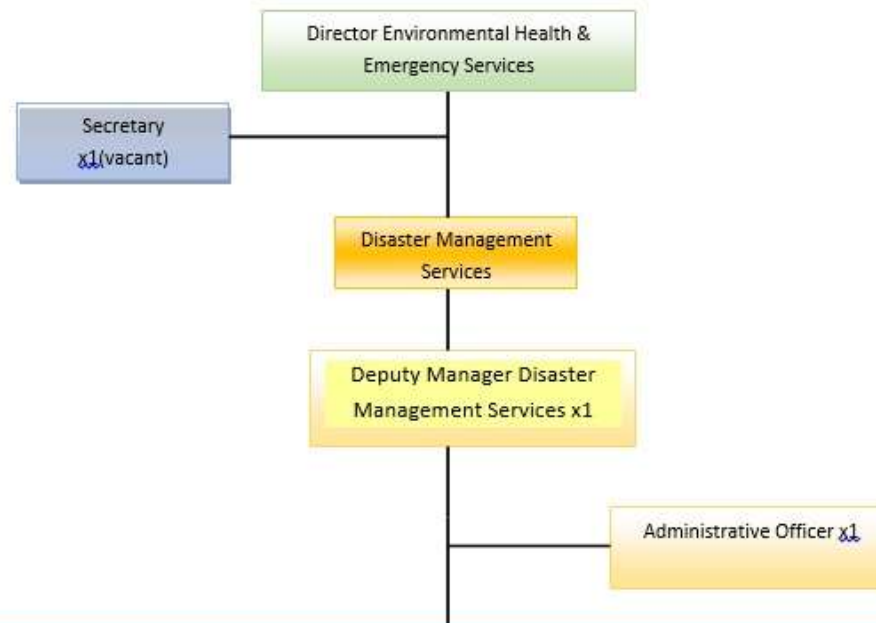 Director Environmental Health &
Emergency Services
Secretary
x1(vacant)
Disaster Management
Services
Deputy Manager Disaster
Management Services x1
Administrative Officer x1